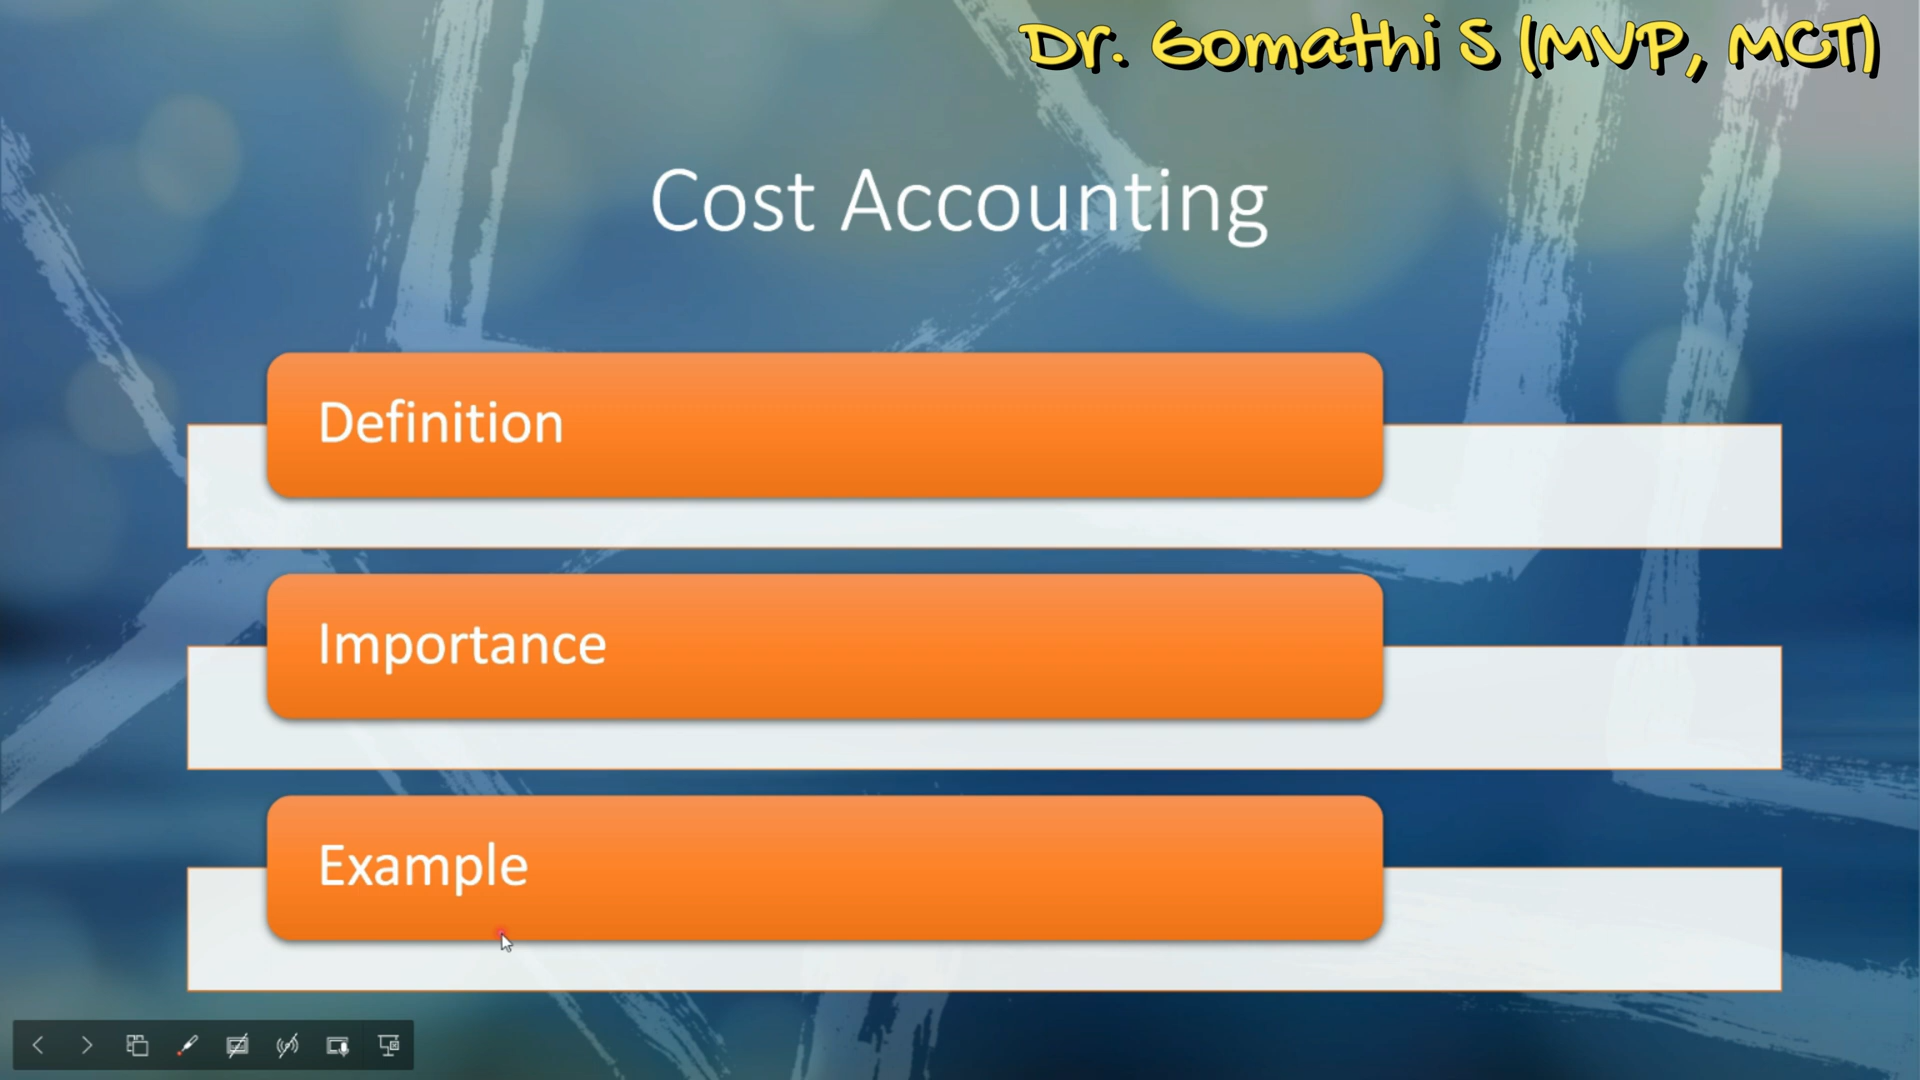 Dr. Gomathi S (MVP, MCT)
Cost Accounting
Definition
Importance
Example